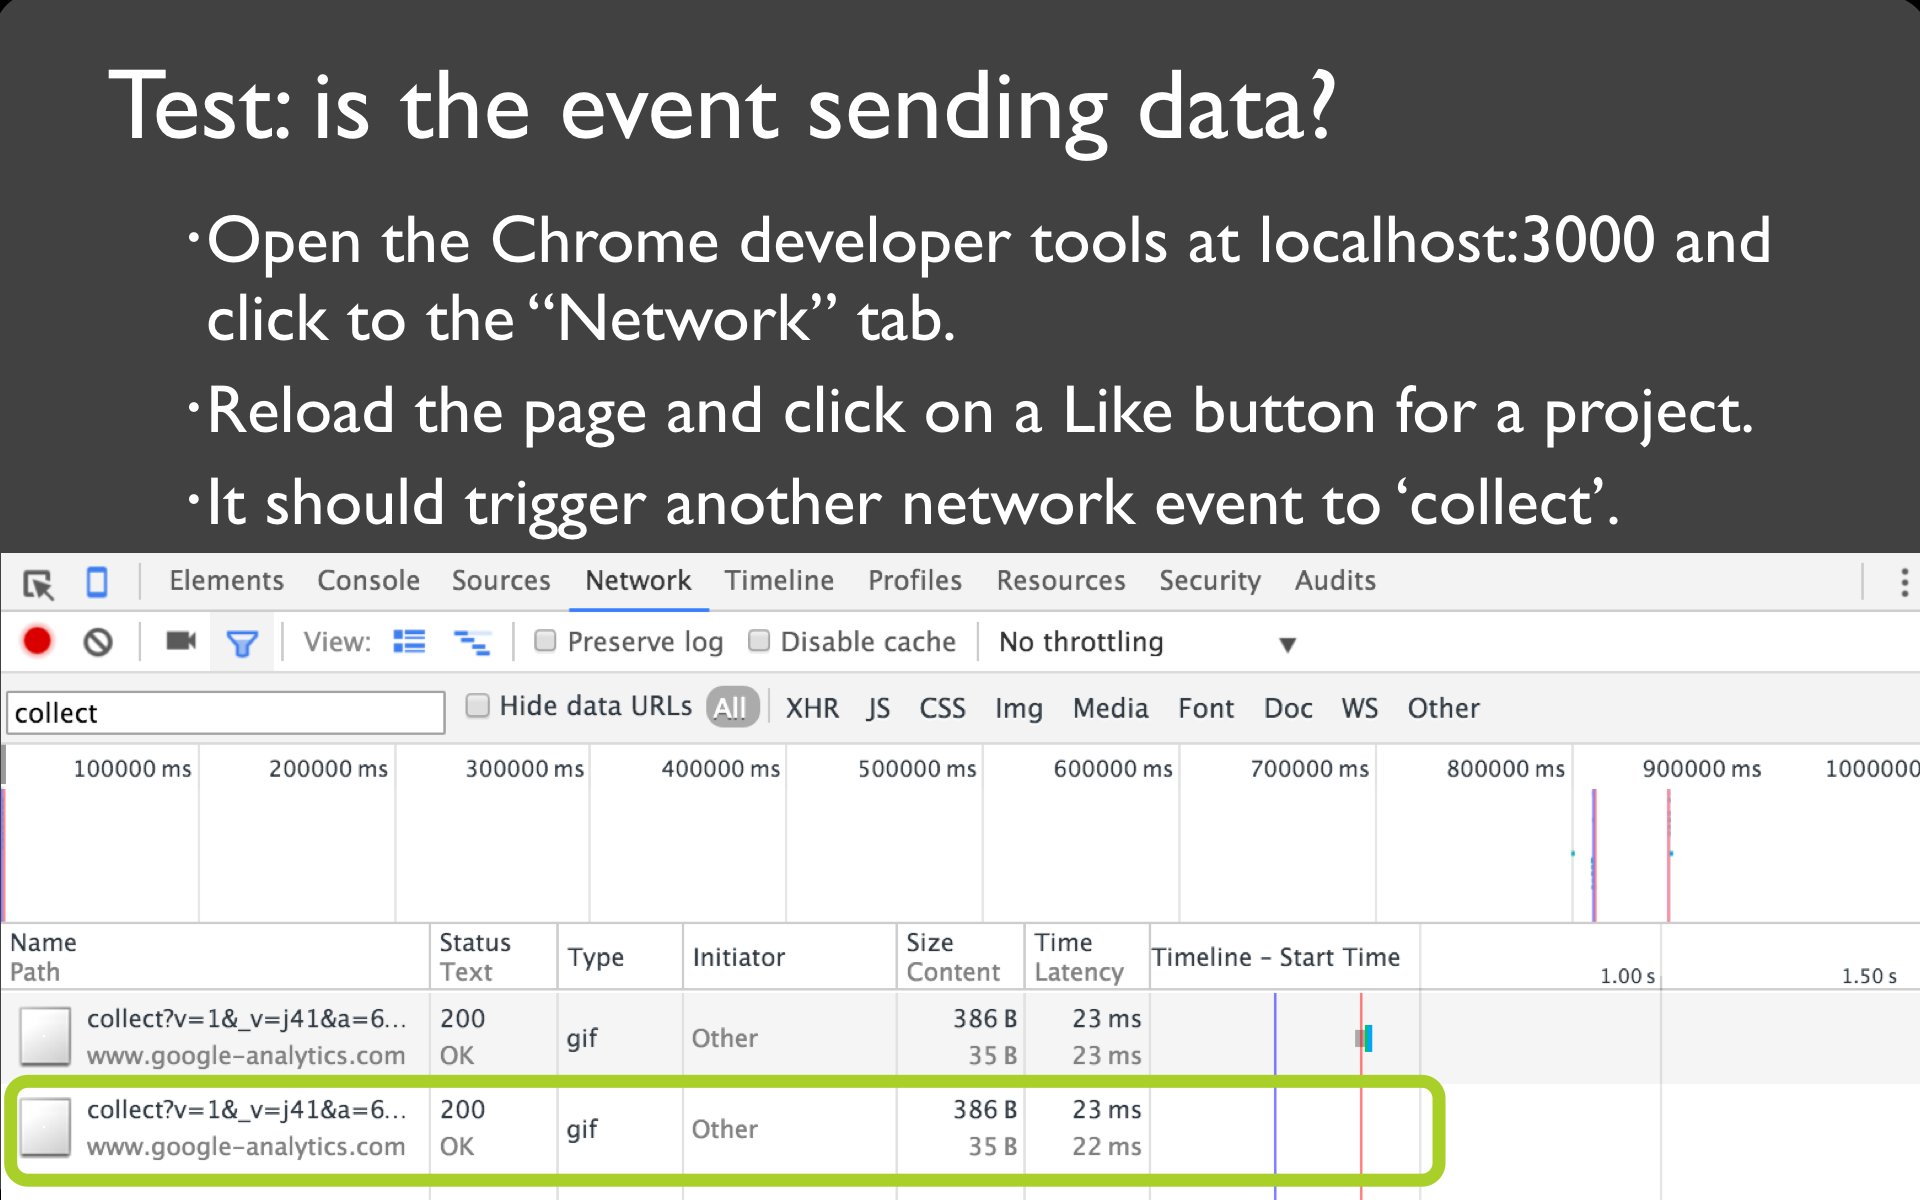 Test: is the event sending data?
·Open the Chrome developer tools at localhost:3000 and
click to the “Network” tab.
·Reload the page and click on a Like button for a project.
·It should trigger another network event to ‘collect’.
Elements Console Sources Network Timeline Profiles Resources Security Audits
View: Preserve log Disable cache No throttling
collect Hide data URLs All XHR JS CSS Img Media Font Doc WS Other
100000 ms 200000 ms 300000 ms 400000 ms 500000 ms 600000 ms 700000 ms 800000 ms 900000 ms 1000000
Name Status Type Initiator Size Time Timeline – Start Time
Path Text Content Latency 1.00 s 1.50 s
collect?v=1&_v=j41&a=6... 200 gif Other 386 B 23 ms
www.google-analytics.com OK 35 B 23 ms
collect?v=1&_v=j41&a=6... 200 gif Other 386 B 23 ms
www.google-analytics.com OK 35 B 22 ms